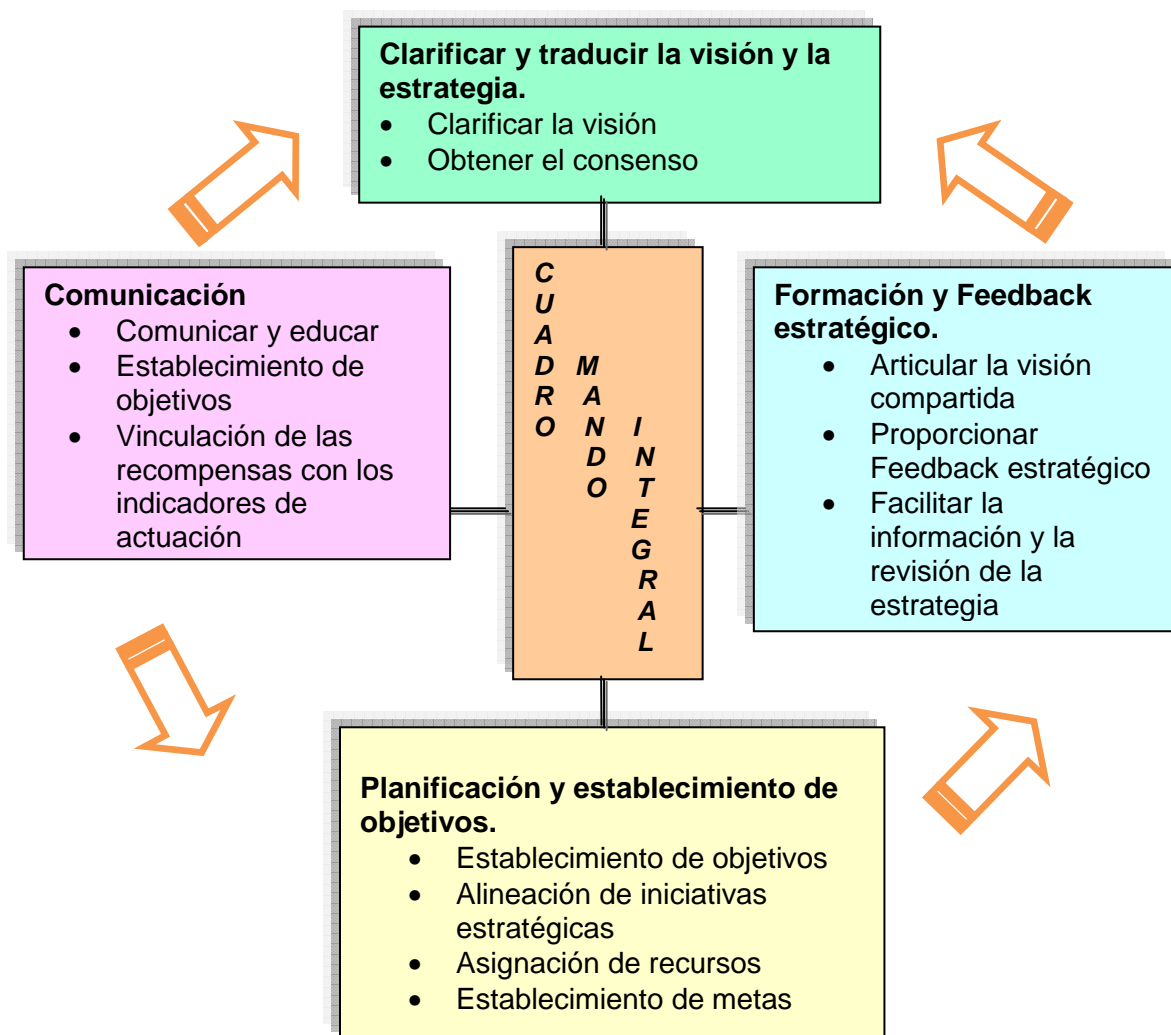 Clarificar y traducir la visión y la
estrategia.
• Clarificar la visión
• Obtener el consenso
Comunicación
• Comunicar y educar
• Establecimiento de
objetivos
• Vinculación de las
recompensas con los
indicadores de
actuación
CUADRO
MANDO
INTEGRAL
Formación y Feedback
estratégico.
• Articular la visión
compartida
• Proporcionar
Feedback estratégico
• Facilitar la
información y la
revisión de la
estrategia
Planificación y establecimiento de
objetivos.
• Establecimiento de objetivos
• Alineación de iniciativas
estratégicas
• Asignación de recursos
• Establecimiento de metas